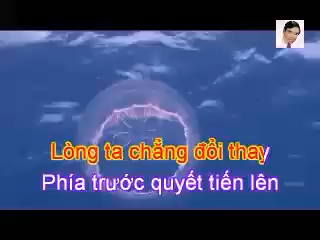 Lòng ta chẳng đổi thay
Phía trước quyết tiến lên